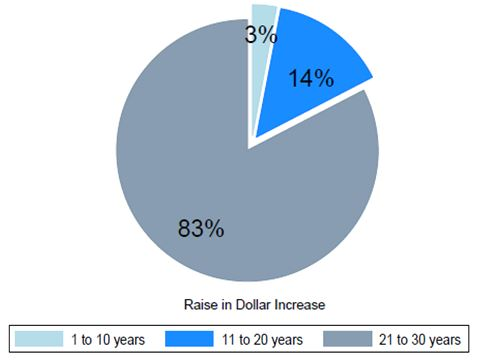 3%
14%
83%
Raise in Dollar Increase
1 to 10 years 11 to 20 years 21 to 30 years